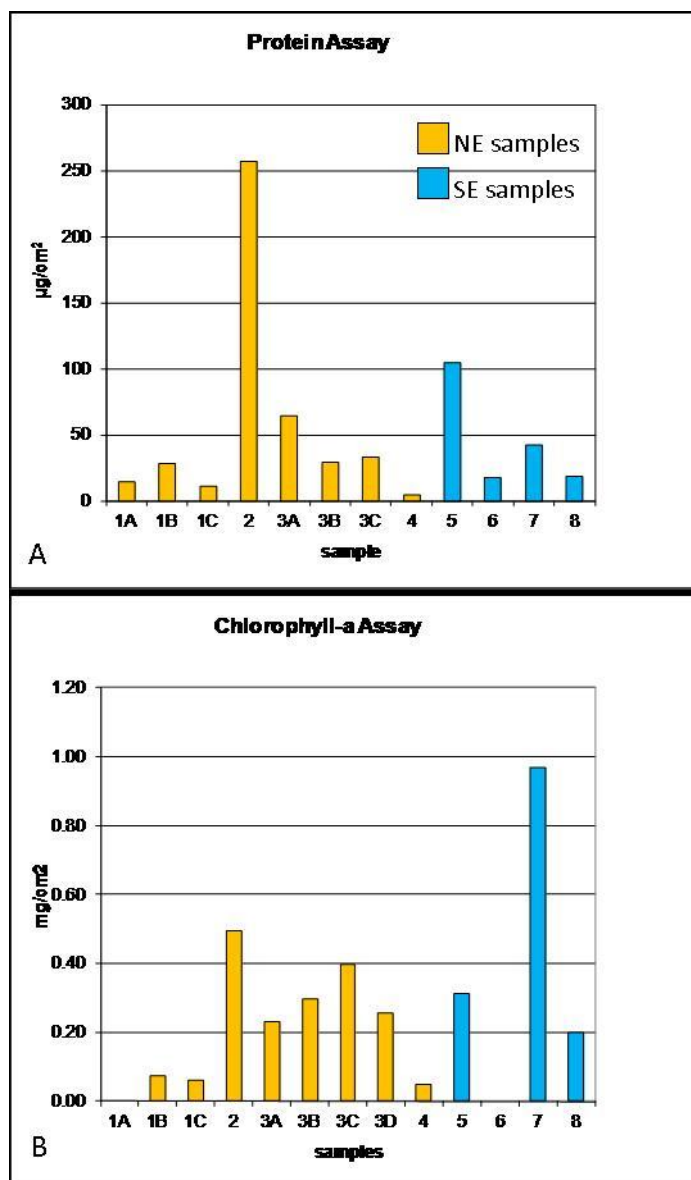 Protein Assay
300
250
200
150
100
50
0
µg/cm²
NE samples
SE samples
1A 1B 1C 2 3A 3B 3C 4 5 6 7 8
sample
A
Chlorophyll-a Assay
1.20
1.00
0.80
0.60
0.40
0.20
0.00
mg/cm2
1A 1B 1C 2 3A 3B 3C 3D 4 5 6 7 8
samples
B